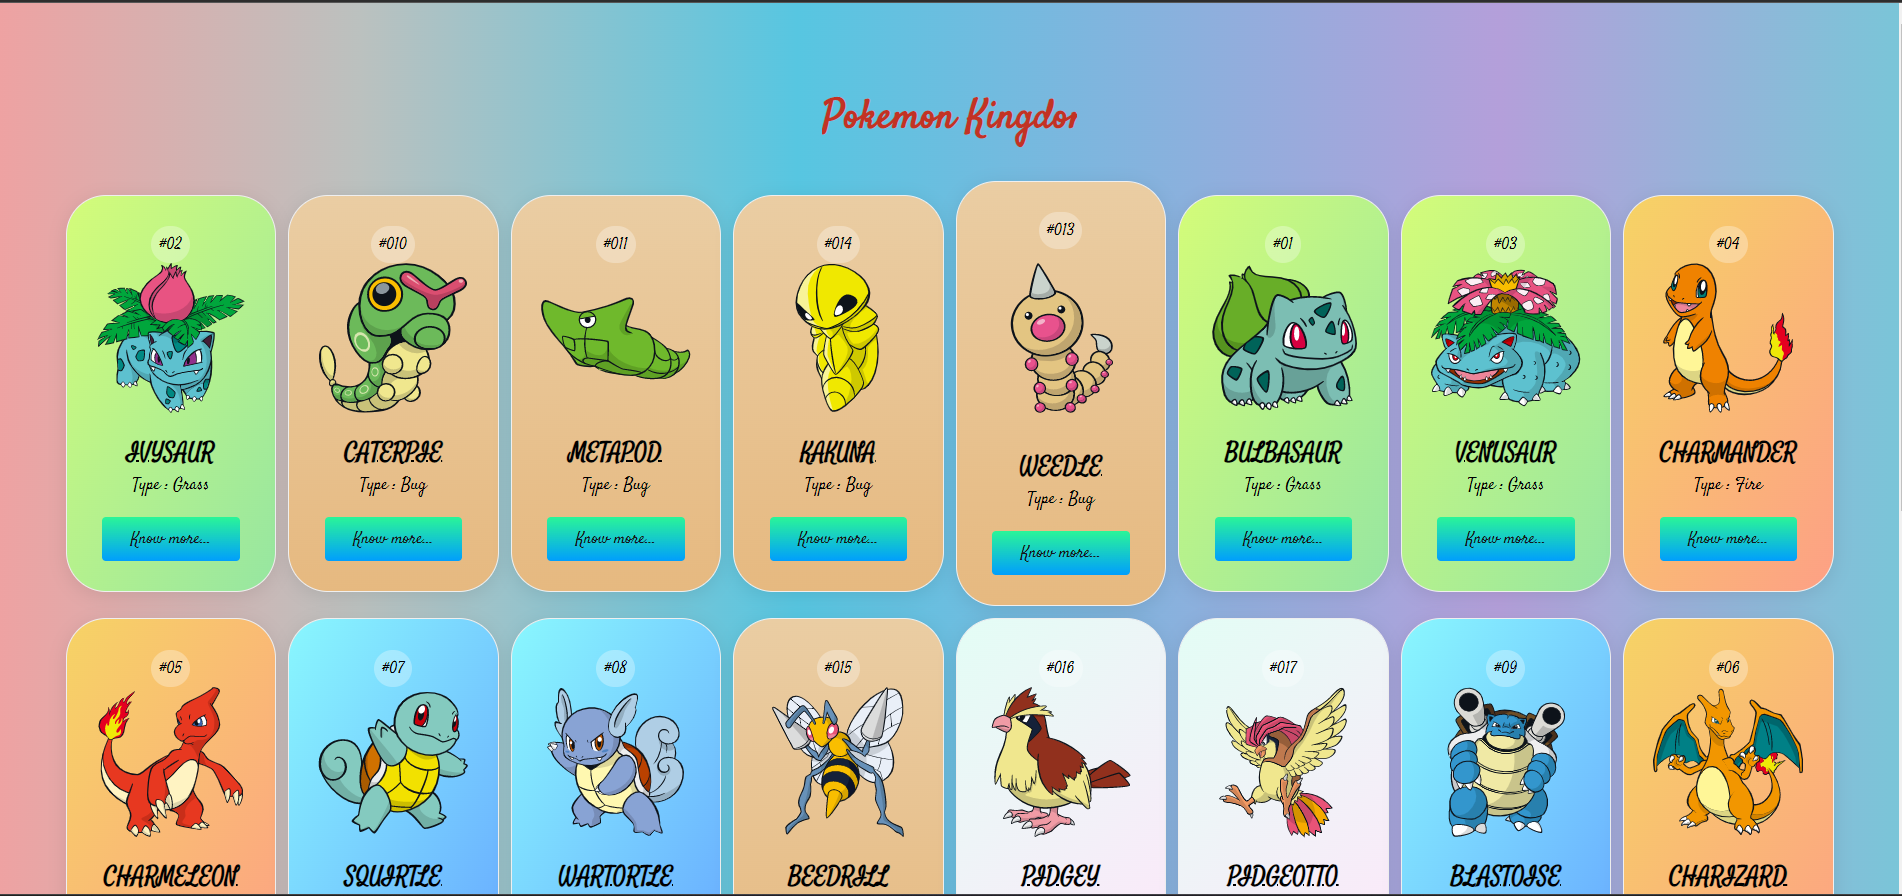 Pokemon Kingdor
#02
#010
#011
#014
#013
#01
#03
#04
IVYSAUR
CATERPIE
METAPOD
KAKUNA
WEEDLE
BULBASAUR
VENUSAUR
CHARMANDER
Type : Grass
Type : Bug
Type : Bug
Type : Bug
Type : Bug
Type : Grass
Type : Grass
Type : Fire
Know more...
Know more...
Know more...
Know more...
Know more...
Know more...
Know more...
Know more...
#05
#07
#08
#015
#016
#017
#09
#06
CHARMELEON
SQUIRTLE
WARTORTLE
BEEDRILL
PIDGEY
PIDGEOTTO
BLASTOISE
CHARIZARD